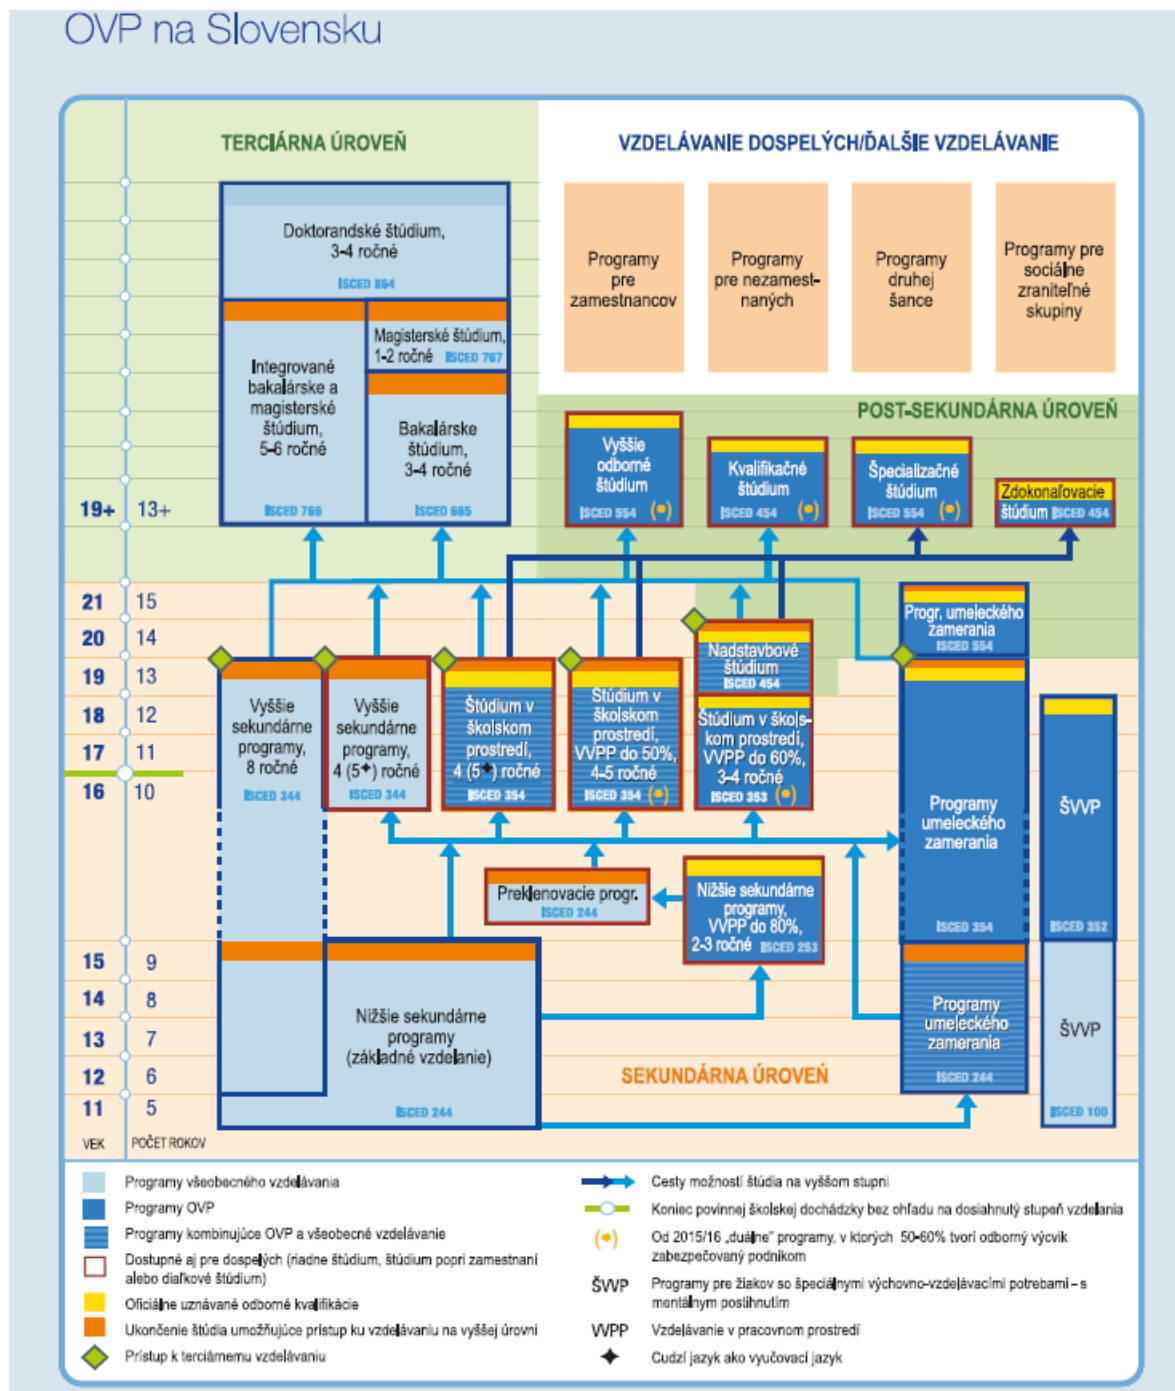 OVP na Slovensku
TERCIÁRNA ÚROVEŇ
VZDELÁVANIE DOSPELÝCH/ĎALŠIE VZDELÁVANIE
Doktorandské štúdium,
3-4 ročné
ISCED 864
Programy
pre
zamestnancov
Programy
pre nezamest-
naných
Programy
druhej
šance
Programy pre
sociálne
zraniteľné
skupiny
Integrované
bakalárske a
magisterské
štúdium,
5-6 ročné
ISCED 766
Magisterské štúdium,
1-2 ročné ISCED 767
Bakalárske
štúdium,
3-4 ročné
ISCED 665
POST-SEKUNDÁRNA ÚROVEŇ
Vyššie
odborné
štúdium
ISCED 554
Kvalifikačné
štúdium
ISCED 454
Špecializačné
štúdium
ISCED 554
Zdokonaľovacie
štúdium ISCED 454
19+ 13+
21 15
20 14
19 13
18 12
17 11
16 10
Vyššie
sekundárne
programy,
8 ročné
ISCED 344
Vyššie
sekundárne
programy,
4 (5✦) ročné
ISCED 344
Štúdium v
školskom
prostredí,
4 (5✦) ročné
ISCED 354
Štúdium v
školskom
prostredí,
VVPP do 50%,
4-5 ročné
ISCED 354
Nadstavbové
štúdium
ISCED 454
Štúdium v škols-
kom prostredí,
VVPP do 60%,
3-4 ročné
ISCED 353
Progr, umeleckého
zamerania
ISCED 554
Programy
umeleckého
zamerania
ISCED 354
ŠVVP
ISCED 352
Preklenovacie progr.
ISCED 244
Nižšie sekundárne
programy,
VVPP do 80%,
2-3 ročné ISCED 253
15 9
14 8
13 7
12 6
11 5
VEK POČET ROKOV
Nižšie sekundárne
programy
(základné vzdelanie)
ISCED 244
SEKUNDÁRNA ÚROVEŇ
Programy
umeleckého
zamerania
ISCED 244
ŠVVP
ISCED 100
Programy všeobecného vzdelávania
Programy OVP
Programy kombinujúce OVP a všeobecné vzdelávanie
Dostupné aj pre dospelých (riadne štúdium, štúdium popri zamestnaní
alebo diaľkové štúdium)
Oficiálne uznávané odborné kvalifikácie
Ukončenie štúdia umožňujúce prístup ku vzdelávaniu na vyššej úrovni
Prístup k terciárnemu vzdelávaniu
Cesty možností štúdia na vyššom stupni
Koniec povinnej školskej dochádzky bez ohľadu na dosiahnutý stupeň vzdelania
Od 2015/16 „duálne" programy, v ktorých 50-60% tvorí odborný výcvik
zabezpečovaný podnikom
ŠVVP Programy pre žiakov so špeciálnymi výchovno-vzdelávacími potrebami – s
mentálnym postihnutím
VVPP Vzdelávanie v pracovnom prostredí
Cudzí jazyk ako vyučovací jazyk